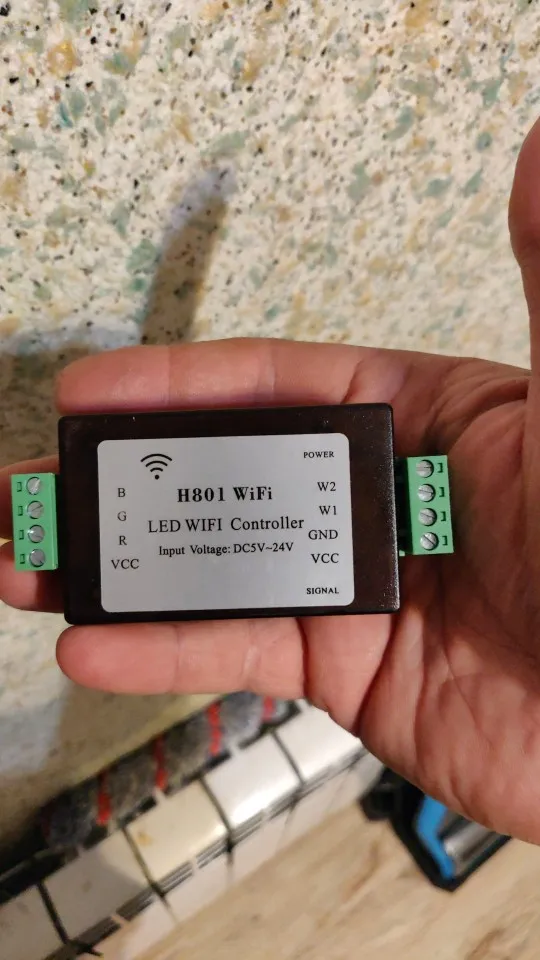 POWER
B
G
R
VCC
H801 WiFi
LED WIFI Controller
Input Voltage: DC5V~24V
W2
W1
GND
VCC
SIGNAL